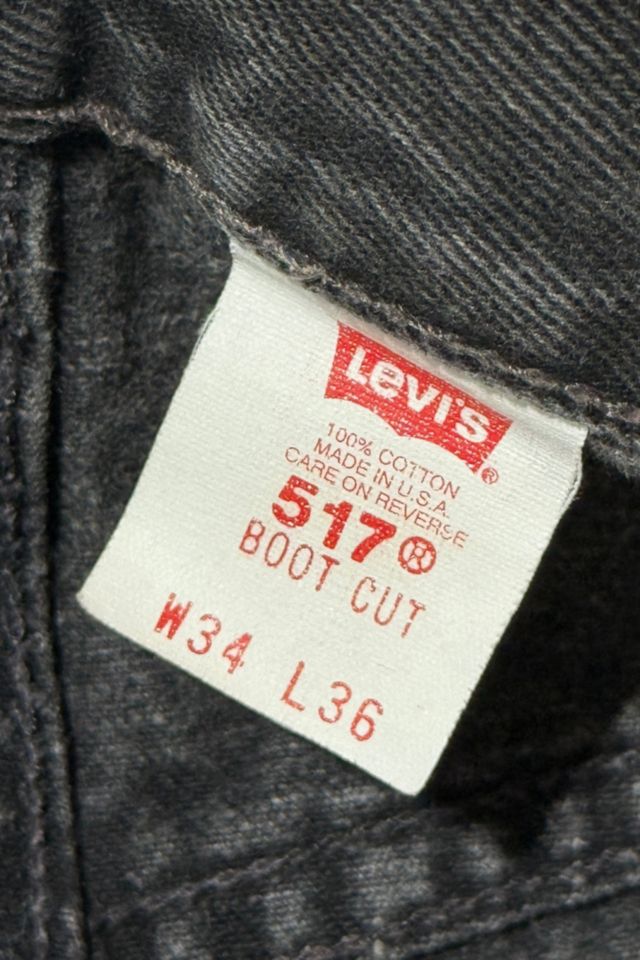 Levi's®
100% COTTON
MADE IN U.S.A.
CARE ON REVERSE
517®
BOOT CUT
W34 L36